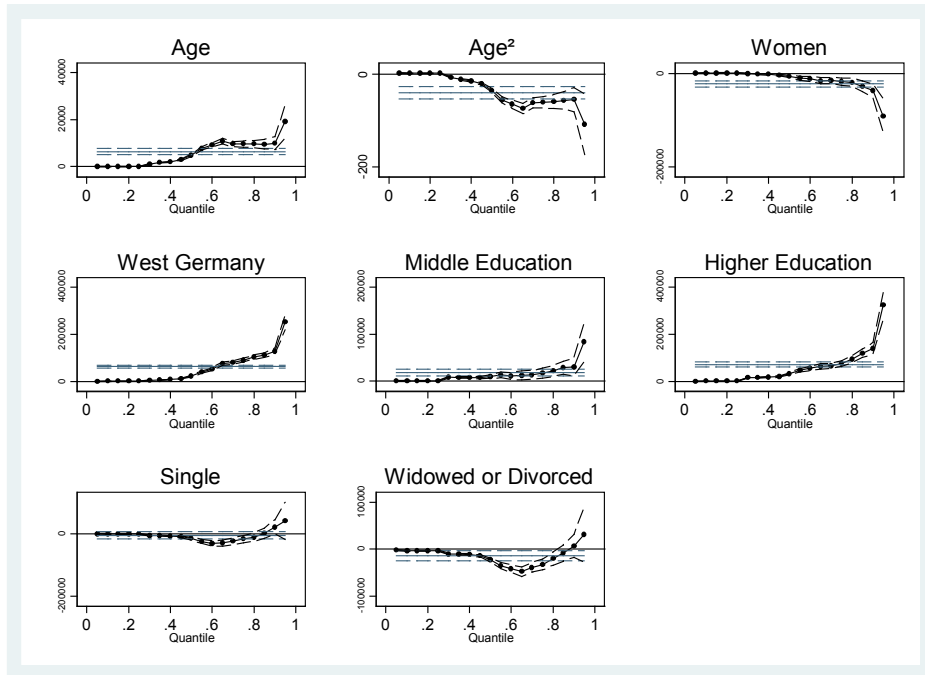 Age
40000
20000
0
0 .2 .4 .6 .8 1
Quantile
Age²
0
-200
0 .2 .4 .6 .8 1
Quantile
Women
0
-200000
0 .2 .4 .6 .8 1
Quantile
West Germany
400000
200000
0
0 .2 .4 .6 .8 1
Quantile
Middle Education
200000
100000
0
0 .2 .4 .6 .8 1
Quantile
Higher Education
400000
200000
0
0 .2 .4 .6 .8 1
Quantile
Single
0
-200000
0 .2 .4 .6 .8 1
Quantile
Widowed or Divorced
100000
0
-100000
0 .2 .4 .6 .8 1
Quantile